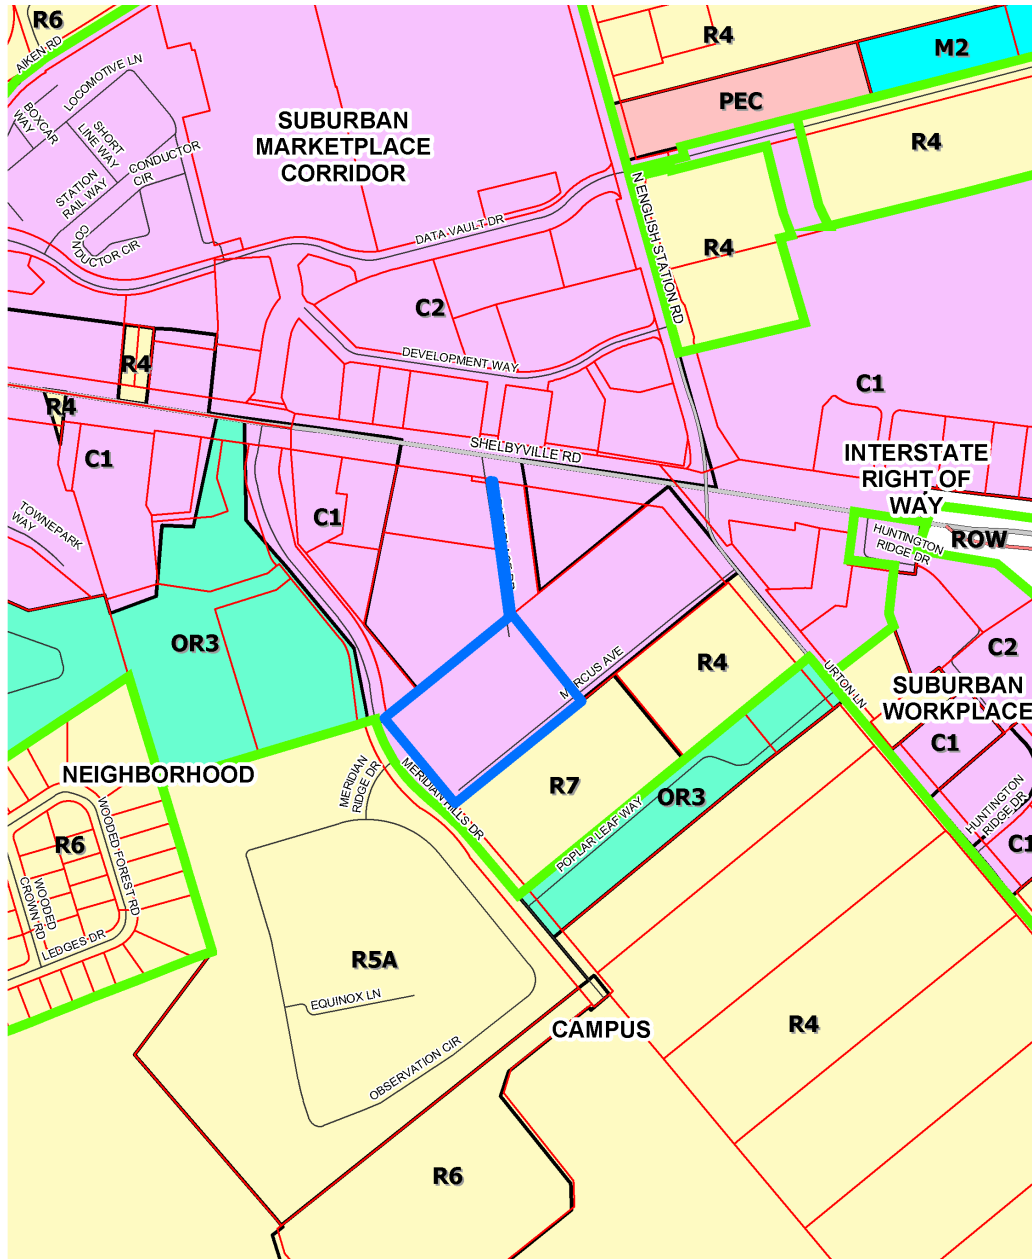 R6
AIKEN RD
LOCOMOTIVE LN
BOXCAR
WAY
SHORT
LINE WAY
STATION
RAIL WAY
CONDUCTOR
CIR
CONDUCTOR CIR
SUBURBAN
MARKETPLACE
CORRIDOR
DATA VAULT DR
R4
M2
PEC
R4
N ENGLISH STATION RD
R4
C2
DEVELOPMENT WAY
R4
R4
C1
C1
SHELBYVILLE RD
INTERSTATE
RIGHT OF
WAY
ROW
HUNTINGTON
RIDGE DR
C1
TOWNEPARK
WAY
C1
OR3
MARCUS AVE
R4
URTON LN
C2
SUBURBAN
WORKPLACE
C1
HUNTINGTON
RIDGE DR
C1
NEIGHBORHOOD
MERIDIAN
RIDGE DR
MERIDIAN HILLS DR
R7
OR3
POPLAR LEAF WAY
R6
WOODED FOREST RD
WOODED
CROWN RD
LEDGES DR
R5A
EQUINOX LN
OBSERVATION CIR
CAMPUS
R4
R6